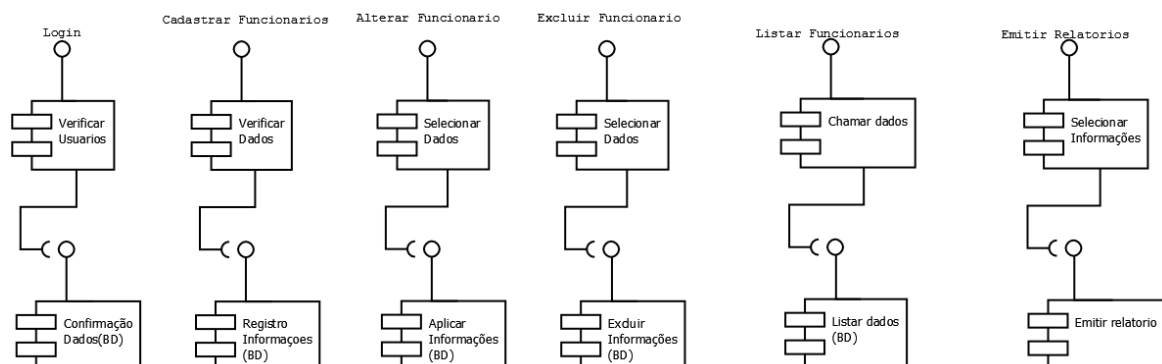 Login
Cadastrar Funcionarios
Alterar Funcionario
Excluir Funcionario
Listar Funcionarios
Emitir Relatorios
Verificar
Usuarios
Verificar
Dados
Selecionar
Dados
Selecionar
Dados
Chamar dados
Selecionar
Informações
Confirmação
Dados(BD)
Registro
Informaçoes
(BD)
Aplicar
Informações
(BD)
Excluir
Informações
(BD)
Listar dados
(BD)
Emitir relatorio